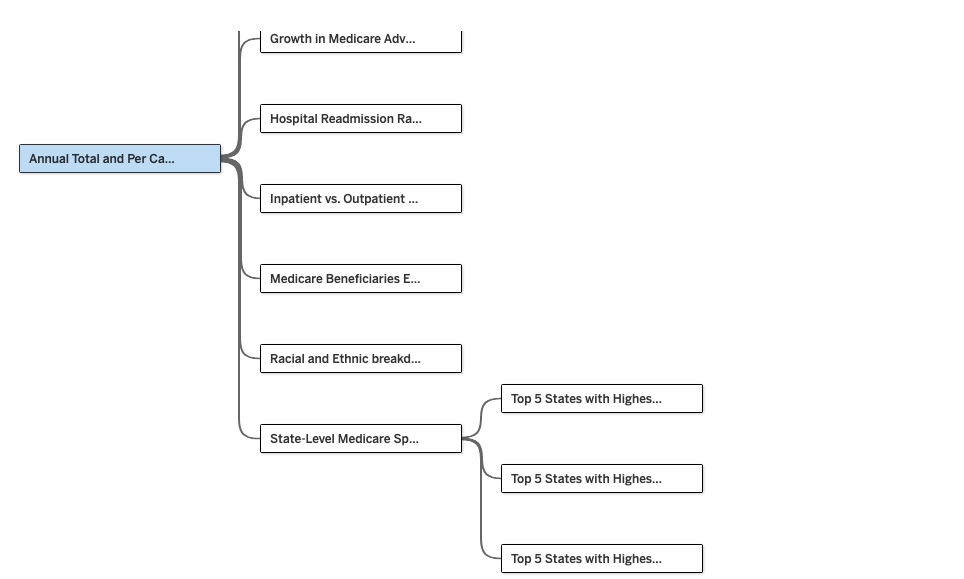 Growth in Medicare Adv...
Hospital Readmission Ra...
Annual Total and Per Ca...
Inpatient vs. Outpatient ...
Medicare Beneficiaries E...
Racial and Ethnic breakd...
Top 5 States with Highes...
State-Level Medicare Sp...
Top 5 States with Highes...
Top 5 States with Highes...